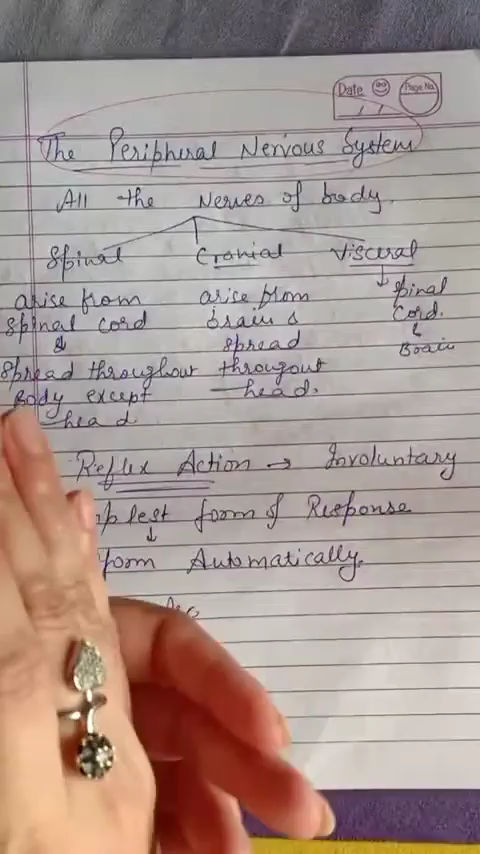 Date
Page No.
The Peripheral Nervous System
All the Nerves of body.
Spinal Cranial Visceral
arise from arise from Spinal
spinal cord brain & Cord.
spread &
Spread throughout througout Brain
Body except head.
head.
Reflex Action → Involuntary
plest form of Response
form Automatically.